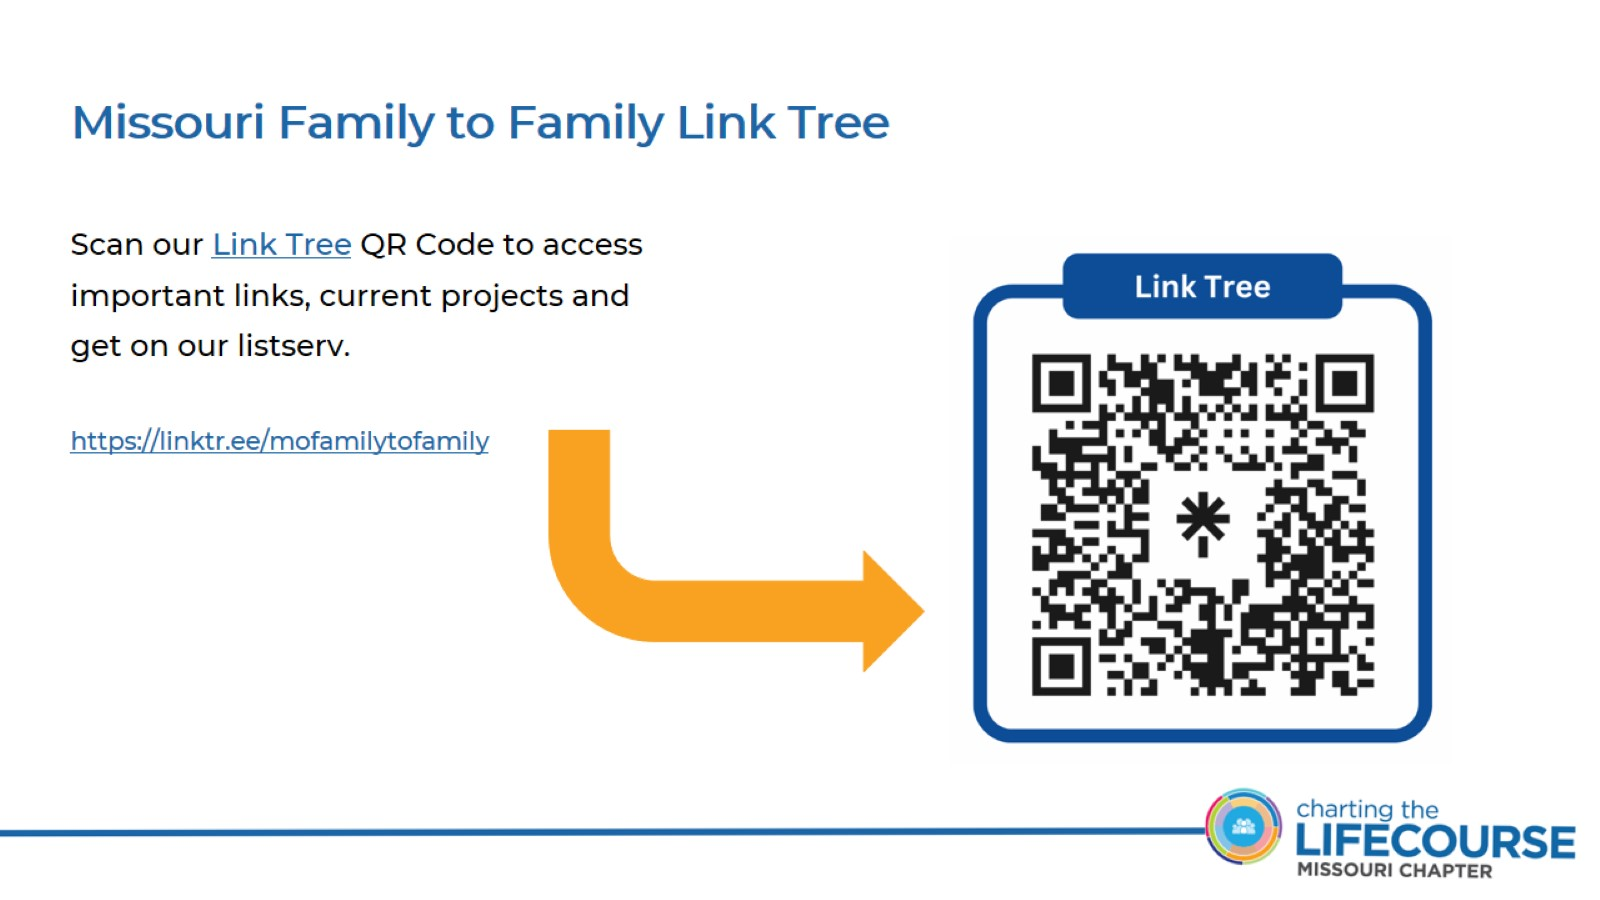 Missouri Family to Family Link Tree
Scan our Link Tree QR Code to access
important links, current projects and
get on our listserv.
https://linktr.ee/mofamilytofamily
Link Tree
charting the
LIFECOURSE
MISSOURI CHAPTER